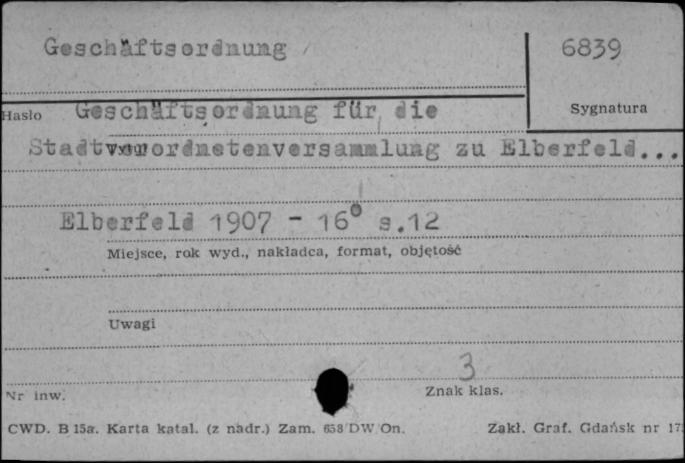 Geschäftsordnung
6839
Hasło
Geschäftsordnung für die
Sygnatura
Stadtverordnetenversammlung zu Elberfeld...
Elberfeld 1907 - 16° s.12
Miejsce, rok wyd., nakładca, format, objętość
Uwagi
3
Nr inw.
Znak klas.
CWD. B 15a. Karta katal. (z nadr.) Zam. 658/DW/On.
Zakł. Graf. Gdańsk nr 17